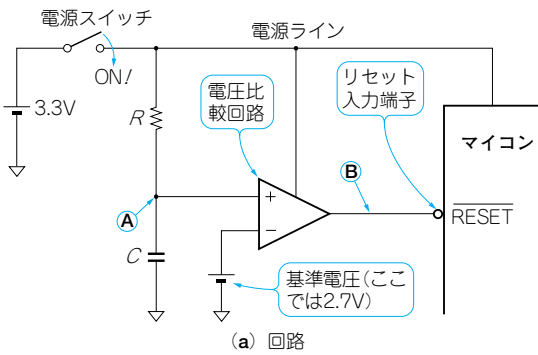 電源スイッチ
電源ライン
ON!
3.3V
R
電圧比
較回路
リセット
入力端子
マイコン
A
B
+
−
RESET
C
基準電圧(ここ
では2.7V)
(a) 回路